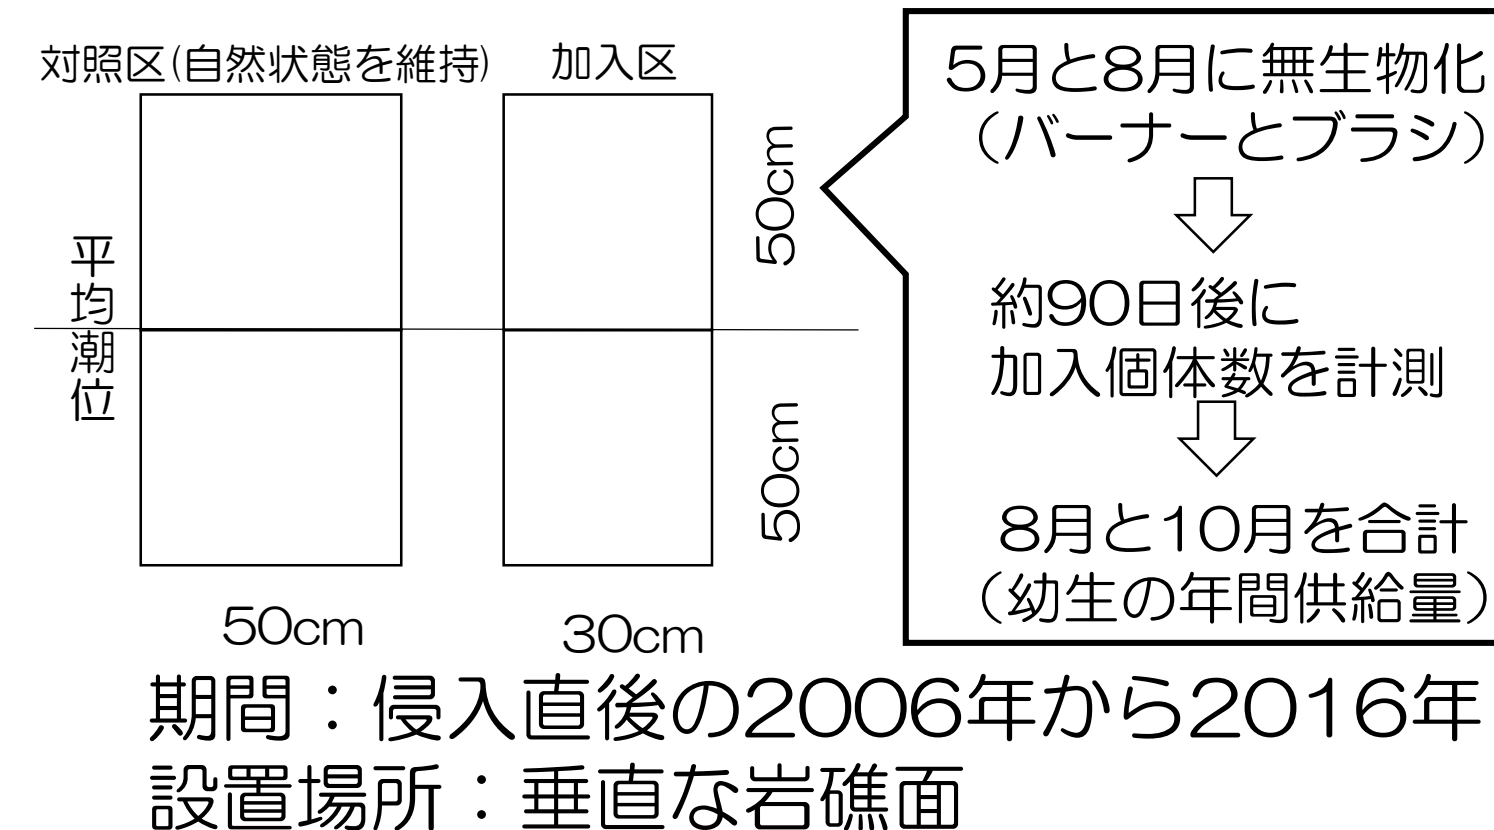 対照区(自然状態を維持)
加入区
平均潮位
50cm
50cm
50cm
30cm
5月と8月に無生物化
(バーナーとブラシ)
約90日後に
加入個体数を計測
8月と10月を合計
(幼生の年間供給量)
期間：侵入直後の2006年から2016年
設置場所：垂直な岩礁面